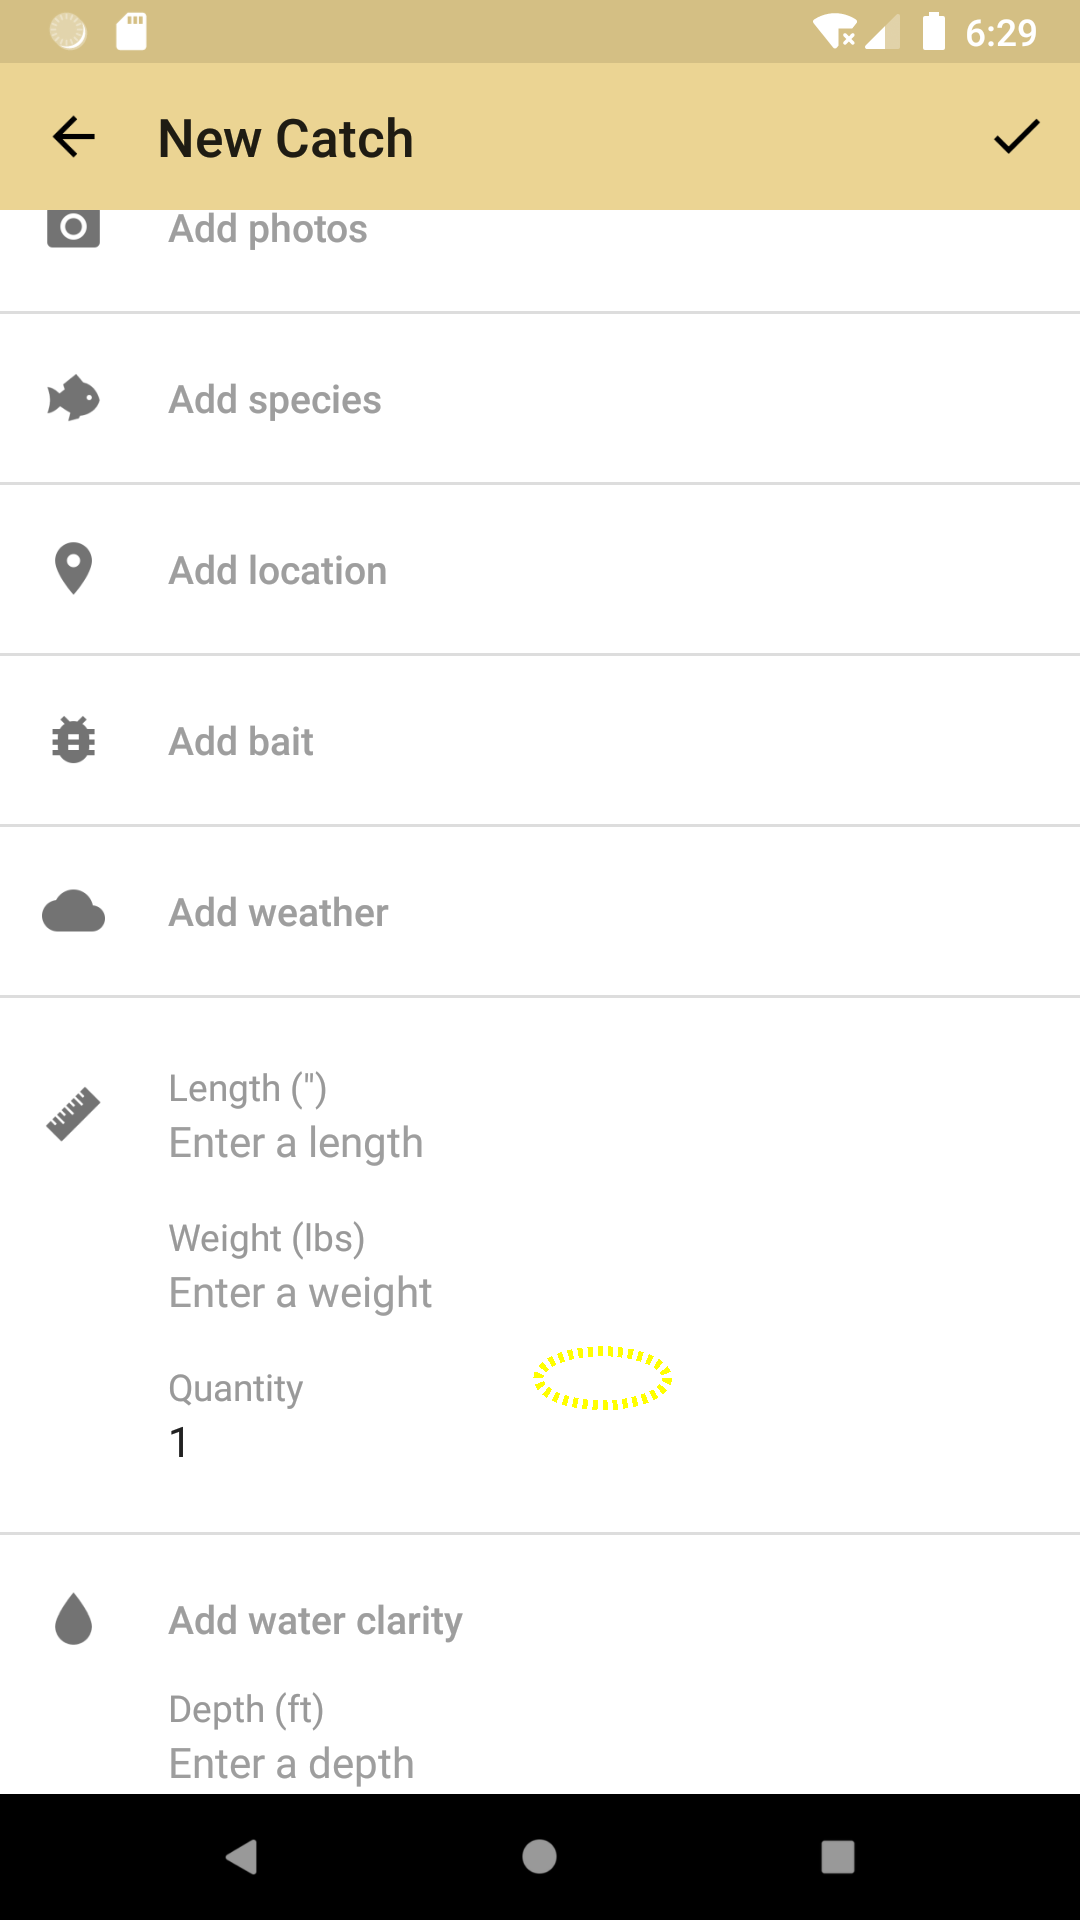 6:29
New Catch
Add photos
Add species
Add location
Add bait
Add weather
Length (")
Enter a length
Weight (lbs)
Enter a weight
Quantity
1
Add water clarity
Depth (ft)
Enter a depth